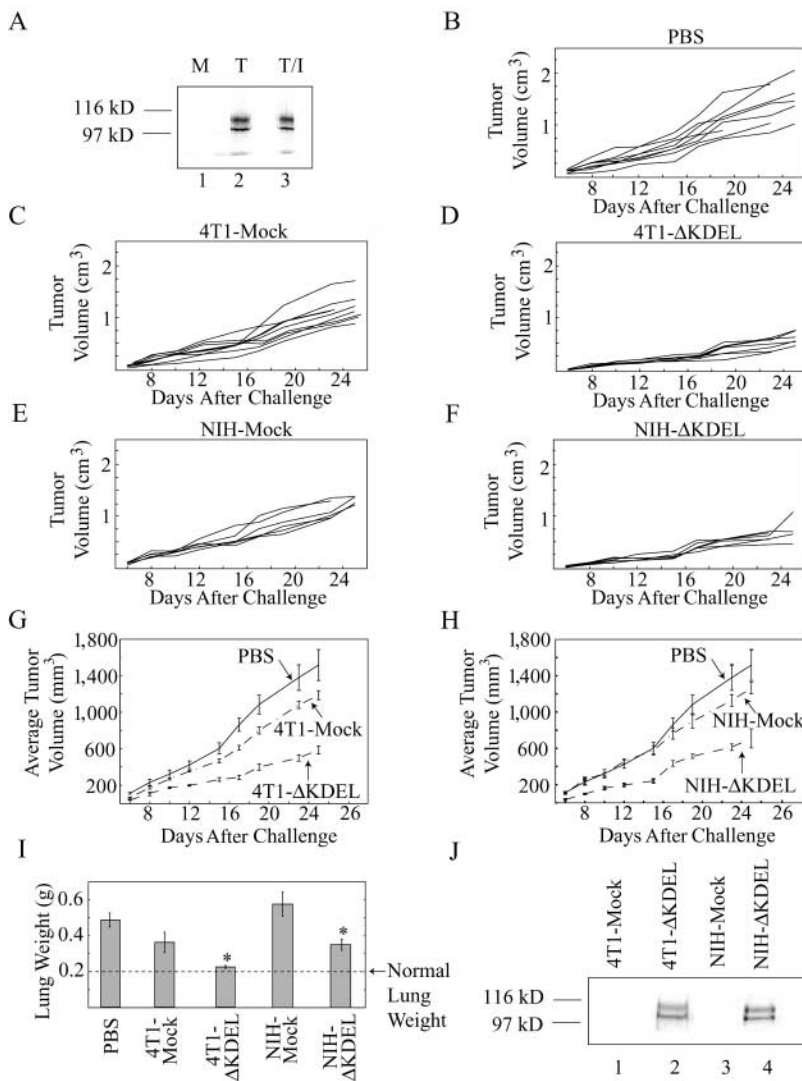 A
M T T/I
116 kD
97 kD
1 2 3
B
PBS
Tumor
Volume (cm3)
2
1
8 12 16 20 24
Days After Challenge
C
4T1-Mock
Tumor
Volume (cm3)
2
1
8 12 16 20 24
Days After Challenge
D
4T1-ΔKDEL
Tumor
Volume (cm3)
2
1
8 12 16 20 24
Days After Challenge
E
NIH-Mock
Tumor
Volume (cm3)
2
1
8 12 16 20 24
Days After Challenge
F
NIH-ΔKDEL
Tumor
Volume (cm3)
2
1
8 12 16 20 24
Days After Challenge
G
Average Tumor
Volume (mm3)
1,800
1,400
1,000
600
200
PBS
4T1-Mock
4T1-ΔKDEL
8 12 16 20 24 26
Days After Challenge
H
Average Tumor
Volume (mm3)
1,800
1,400
1,000
600
200
PBS
NIH-Mock
NIH-ΔKDEL
8 12 16 20 24 26
Days After Challenge
I
Lung Weight (g)
0.6
0.4
0.2
* *
Normal
Lung
Weight
PBS
4T1-
Mock
4T1-
ΔKDEL
NIH-
Mock
NIH-
ΔKDEL
J
4T1-Mock
4T1-ΔKDEL
NIH-Mock
NIH-ΔKDEL
116 kD
97 kD
1 2 3 4